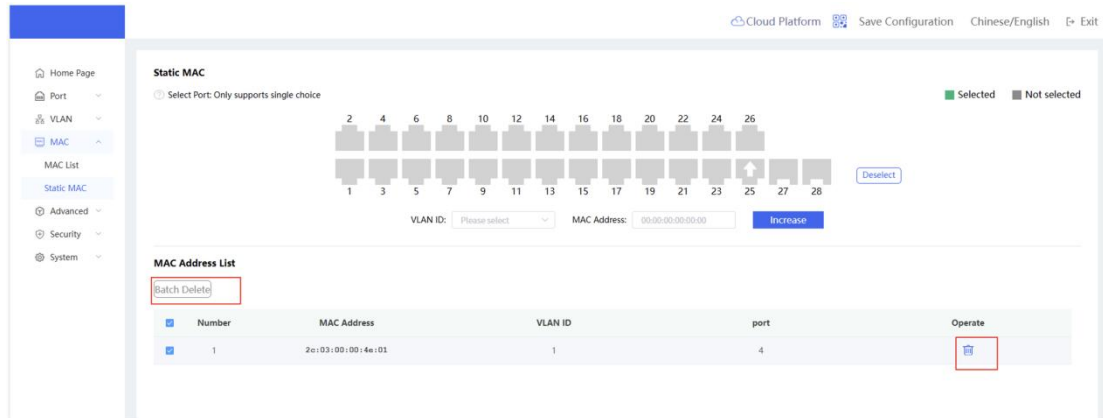 Cloud Platform Save Configuration Chinese/English Exit
Home Page
Port
VLAN
MAC
MAC List
Static MAC
Advanced
Security
System
Static MAC
Select Port: Only supports single choice
Selected Not selected
2 4 6 8 10 12 14 16 18 20 22 24 26
1 3 5 7 9 11 13 15 17 19 21 23 25 27 28
Deselect
VLAN ID: Please select MAC Address: 00:00:00:00:00:00 Increase
MAC Address List
Batch Delete
Number MAC Address VLAN ID port Operate
1 2c:03:00:00:4e:01 1 4